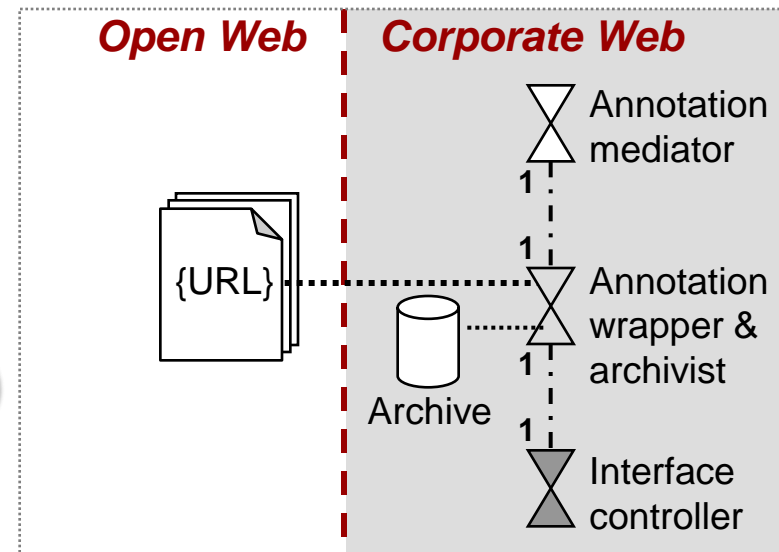 Open Web
Corporate Web
Annotation
mediator
1
1
{URL}
Annotation
wrapper &
archivist
1
Archive
1
Interface
controller